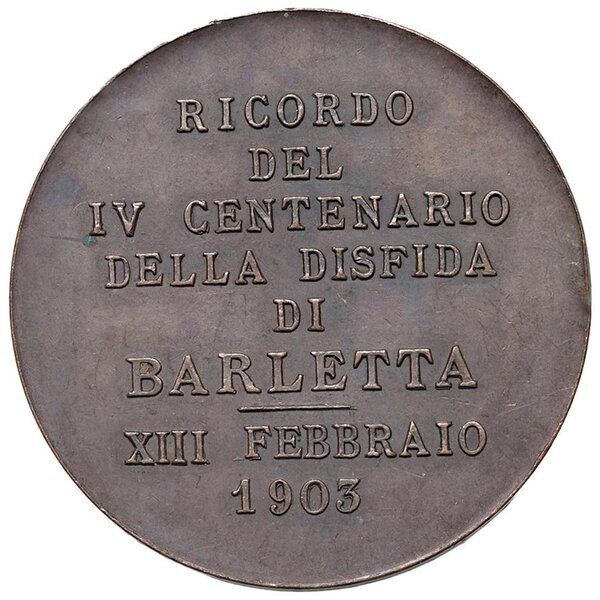 RICORDO
DEL
IV CENTENARIO
DELLA DISFIDA
DI
BARLETTA
XIII FEBBRAIO
1903